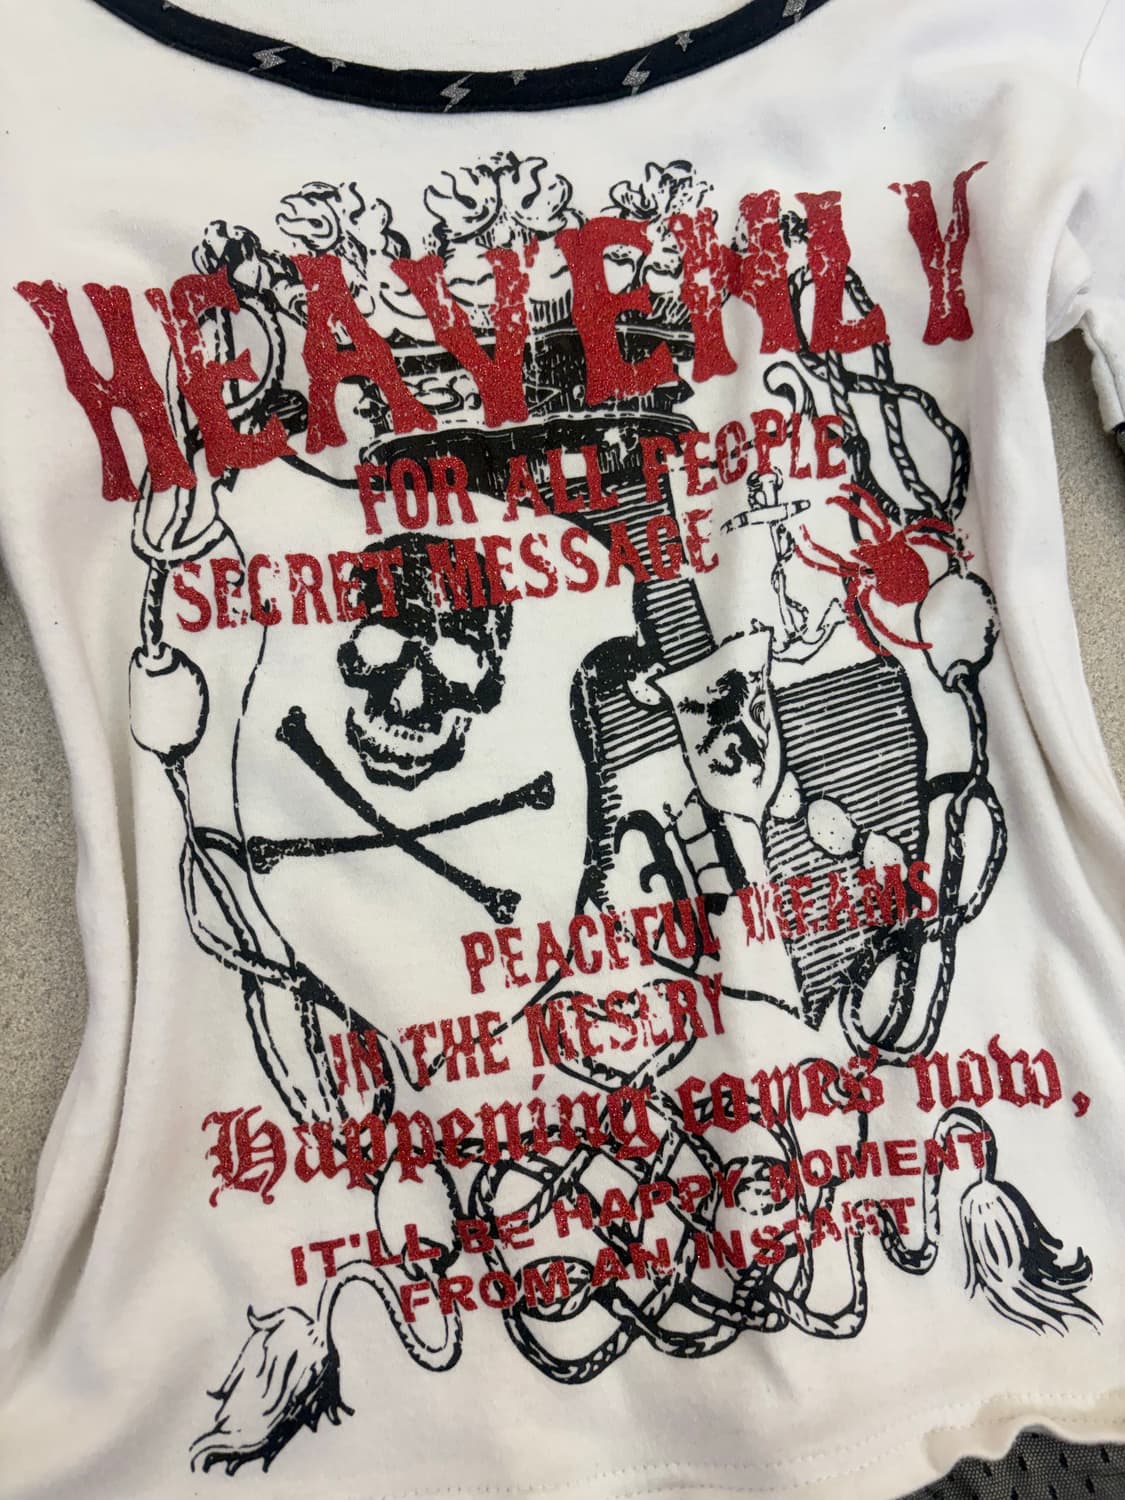 HEAVENLY
FOR ALL PEOPLE
SECRET MESSAGE
PEACEFUL DREAMS
IN THE
Happening comes now,
IT'LL BE HAPPY MOMENT
FROM AN INSTANT